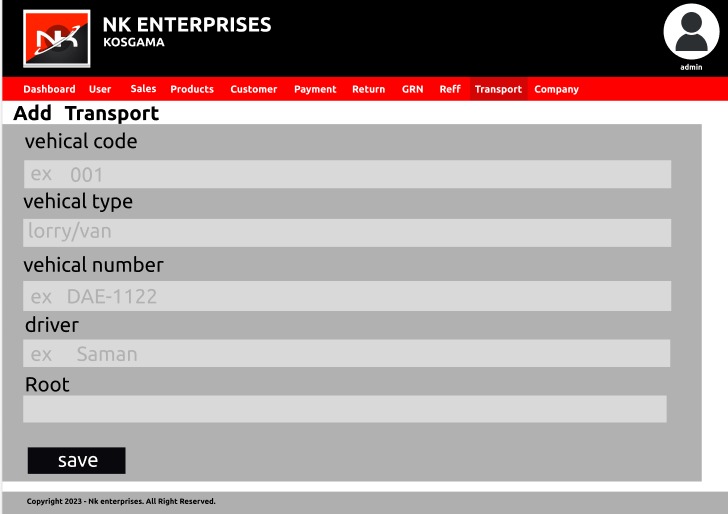 NK
NK ENTERPRISES
KOSGAMA
admin
Dashboard User Sales Products Customer Payment Return GRN Reff Transport Company
Add Transport
vehical code
ex 001
vehical type
lorry/van
vehical number
ex DAE-1122
driver
ex Saman
Root
save
Copyright 2023 - Nk enterprises. All Right Reserved.